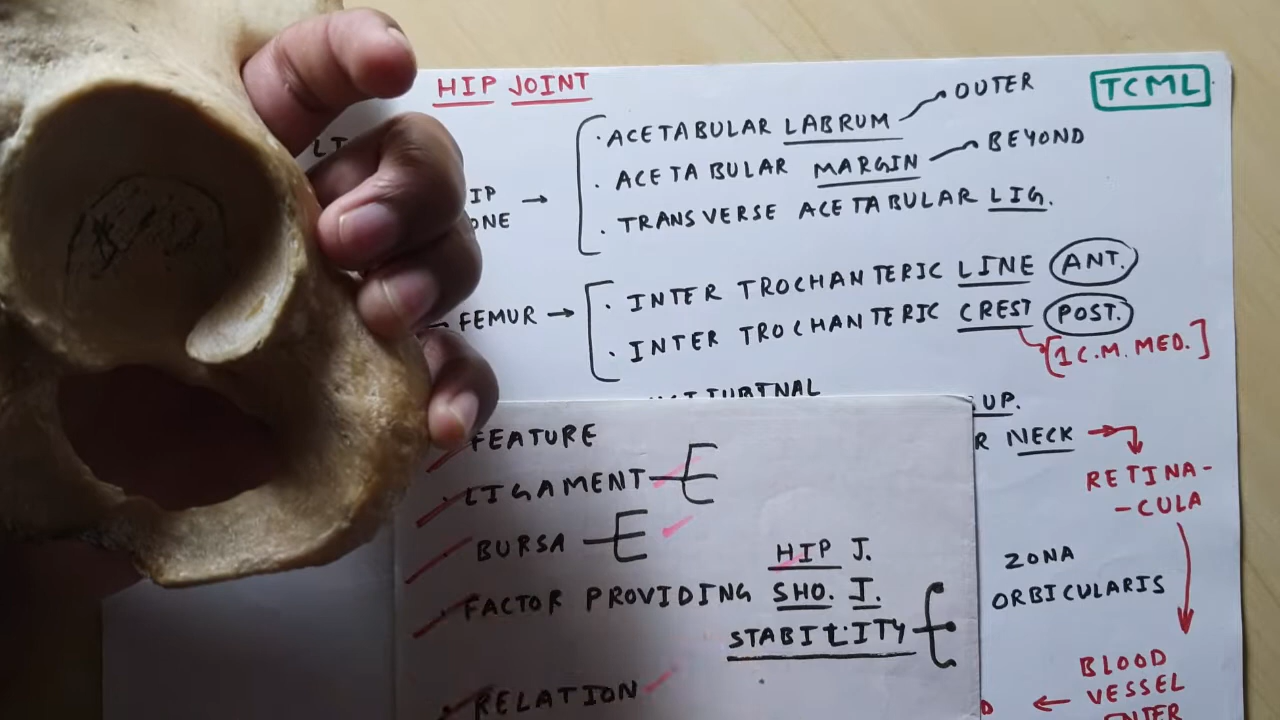 HIP JOINT
TCML
· ACETABULAR LABRUM OUTER
· ACETABULAR MARGIN BEYOND
· TRANSVERSE ACETABULAR LIG.
FEMUR → · INTER TROCHANTERIC LINE ANT.
· INTER TROCHANTERIC CREST POST.
[1 C.M. MED.]
UP.
NECK
RETINA-
-CULA
ZONA
ORBICULARIS
BLOOD
VESSEL
FEATURE
· LIGAMENT
BURSA
HIP J.
· FACTOR PROVIDING SHO. J.
STABILITY
· RELATION